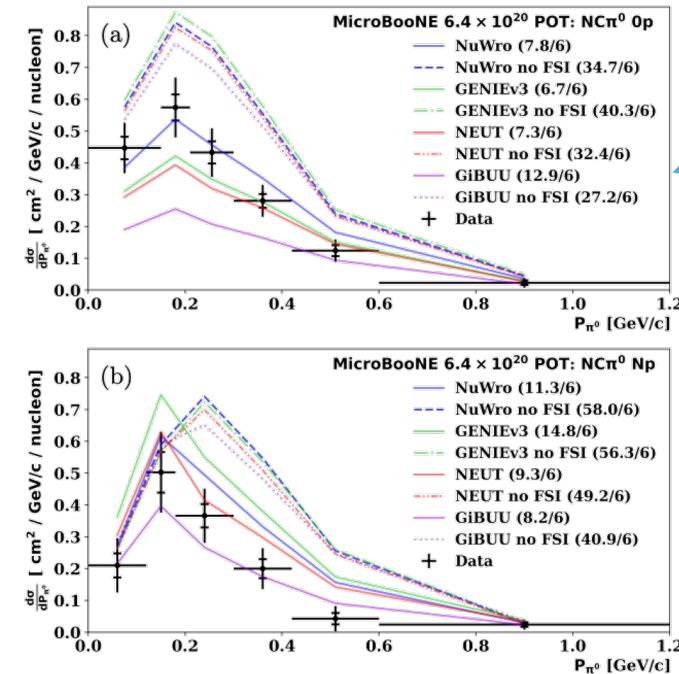 (a)
MicroBooNE 6.4 × 10²⁰ POT: NCπ⁰ 0p
NuWro (7.8/6)
NuWro no FSI (34.7/6)
GENIEv3 (6.7/6)
GENIEv3 no FSI (40.3/6)
NEUT (7.3/6)
NEUT no FSI (32.4/6)
GiBUU (12.9/6)
GiBUU no FSI (27.2/6)
Data
dσ/dP_π⁰ [ cm² / GeV/c / nucleon]
0.8
0.7
0.6
0.5
0.4
0.3
0.2
0.1
0.0
0.0 0.2 0.4 0.6 0.8 1.0 1.2
P_π⁰ [GeV/c]
(b)
MicroBooNE 6.4 × 10²⁰ POT: NCπ⁰ Np
NuWro (11.3/6)
NuWro no FSI (58.0/6)
GENIEv3 (14.8/6)
GENIEv3 no FSI (56.3/6)
NEUT (9.3/6)
NEUT no FSI (49.2/6)
GiBUU (8.2/6)
GiBUU no FSI (40.9/6)
Data
dσ/dP_π⁰ [ cm² / GeV/c / nucleon]
0.8
0.7
0.6
0.5
0.4
0.3
0.2
0.1
0.0
0.0 0.2 0.4 0.6 0.8 1.0 1.2
P_π⁰ [GeV/c]